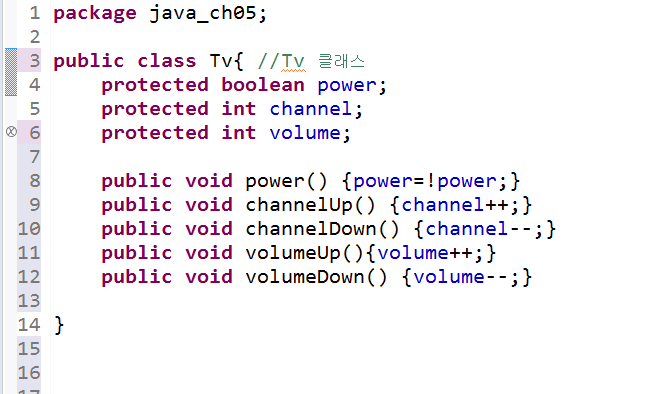 1 package java_ch05;
2
3 public class Tv{ //Tv 클래스
4     protected boolean power;
5     protected int channel;
6     protected int volume;
7
8     public void power() {power=!power;}
9     public void channelUp() {channel++;}
10     public void channelDown() {channel--;}
11     public void volumeUp(){volume++;}
12     public void volumeDown() {volume--;}
13
14 }
15
16